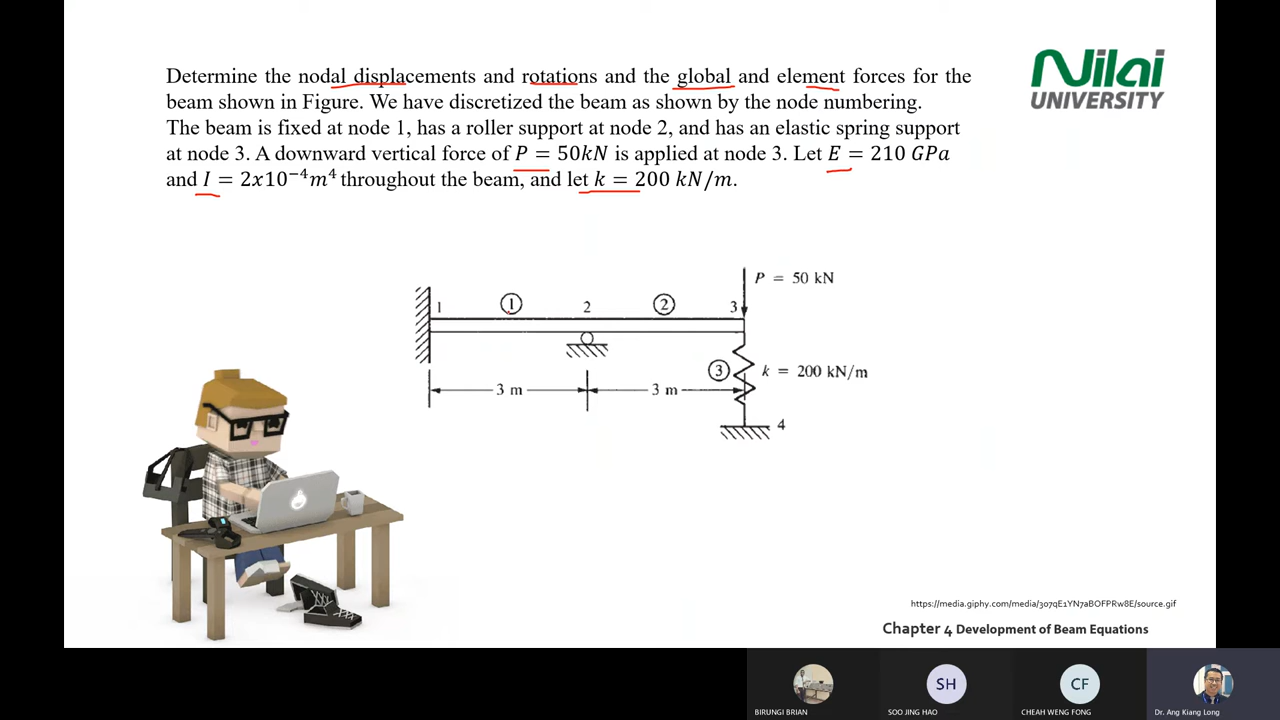 Determine the nodal displacements and rotations and the global and element forces for the
beam shown in Figure. We have discretized the beam as shown by the node numbering.
The beam is fixed at node 1, has a roller support at node 2, and has an elastic spring support
at node 3. A downward vertical force of P = 50kN is applied at node 3. Let E = 210 GPa
and I = 2x10⁻⁴m⁴ throughout the beam, and let k = 200 kN/m.
Nilai
UNIVERSITY
P = 50 kN
1 ① 2 ② 3
③ k = 200 kN/m
3 m 3 m
4
https://media.giphy.com/media/307qE1YN7aBOFPRw8E/source.gif
Chapter 4 Development of Beam Equations
SH CF
BIRUNGI BRIAN SOO JING HAO CHEAH WENG FONG Dr. Ang Kiang Long